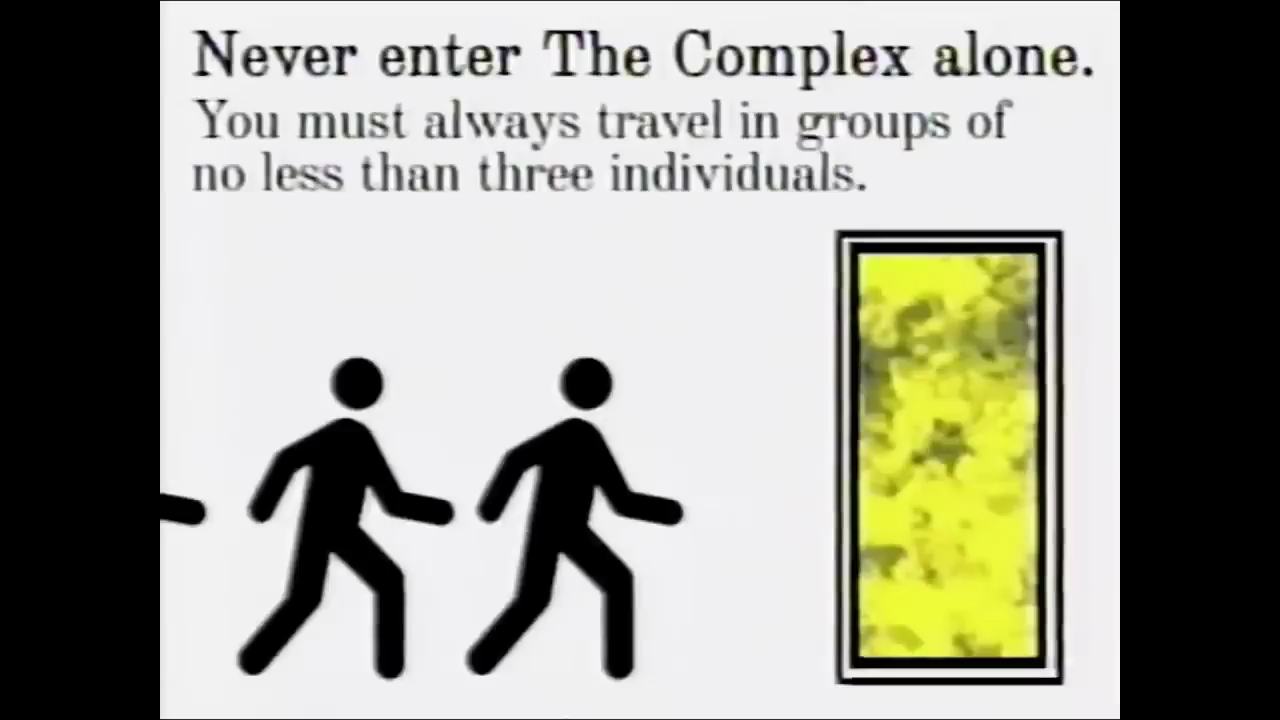 Never enter The Complex alone.
You must always travel in groups of
no less than three individuals.